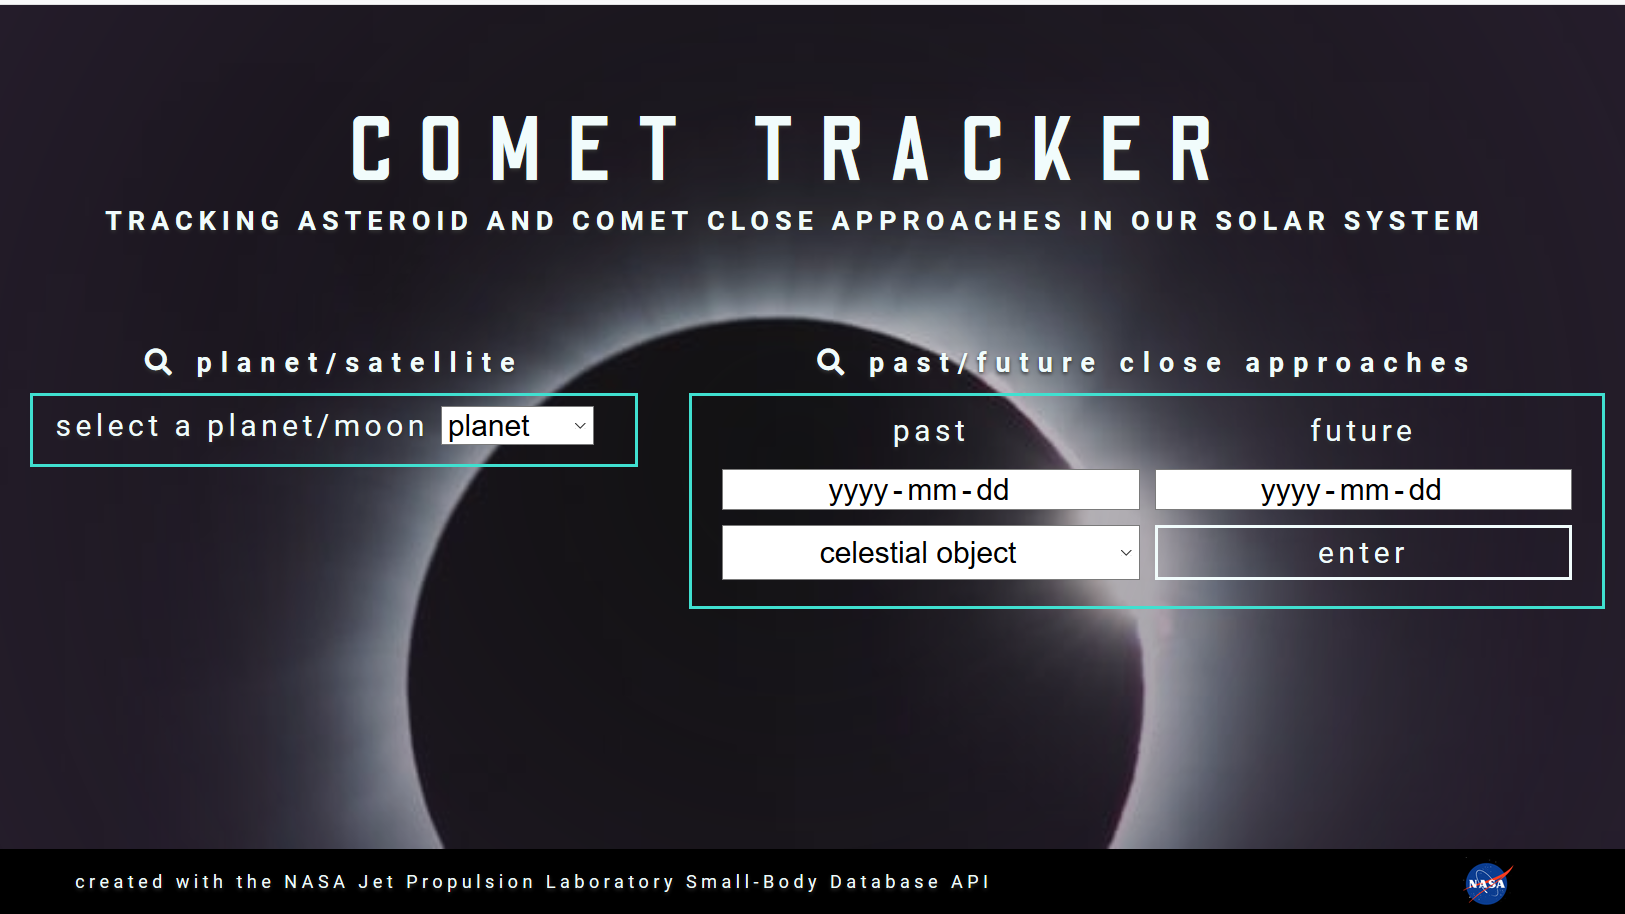 COMET TRACKER
TRACKING ASTEROID AND COMET CLOSE APPROACHES IN OUR SOLAR SYSTEM
planet/satellite
select a planet/moon planet
past/future close approaches
past future
yyyy-mm-dd yyyy-mm-dd
celestial object enter
created with the NASA Jet Propulsion Laboratory Small-Body Database API
NASA